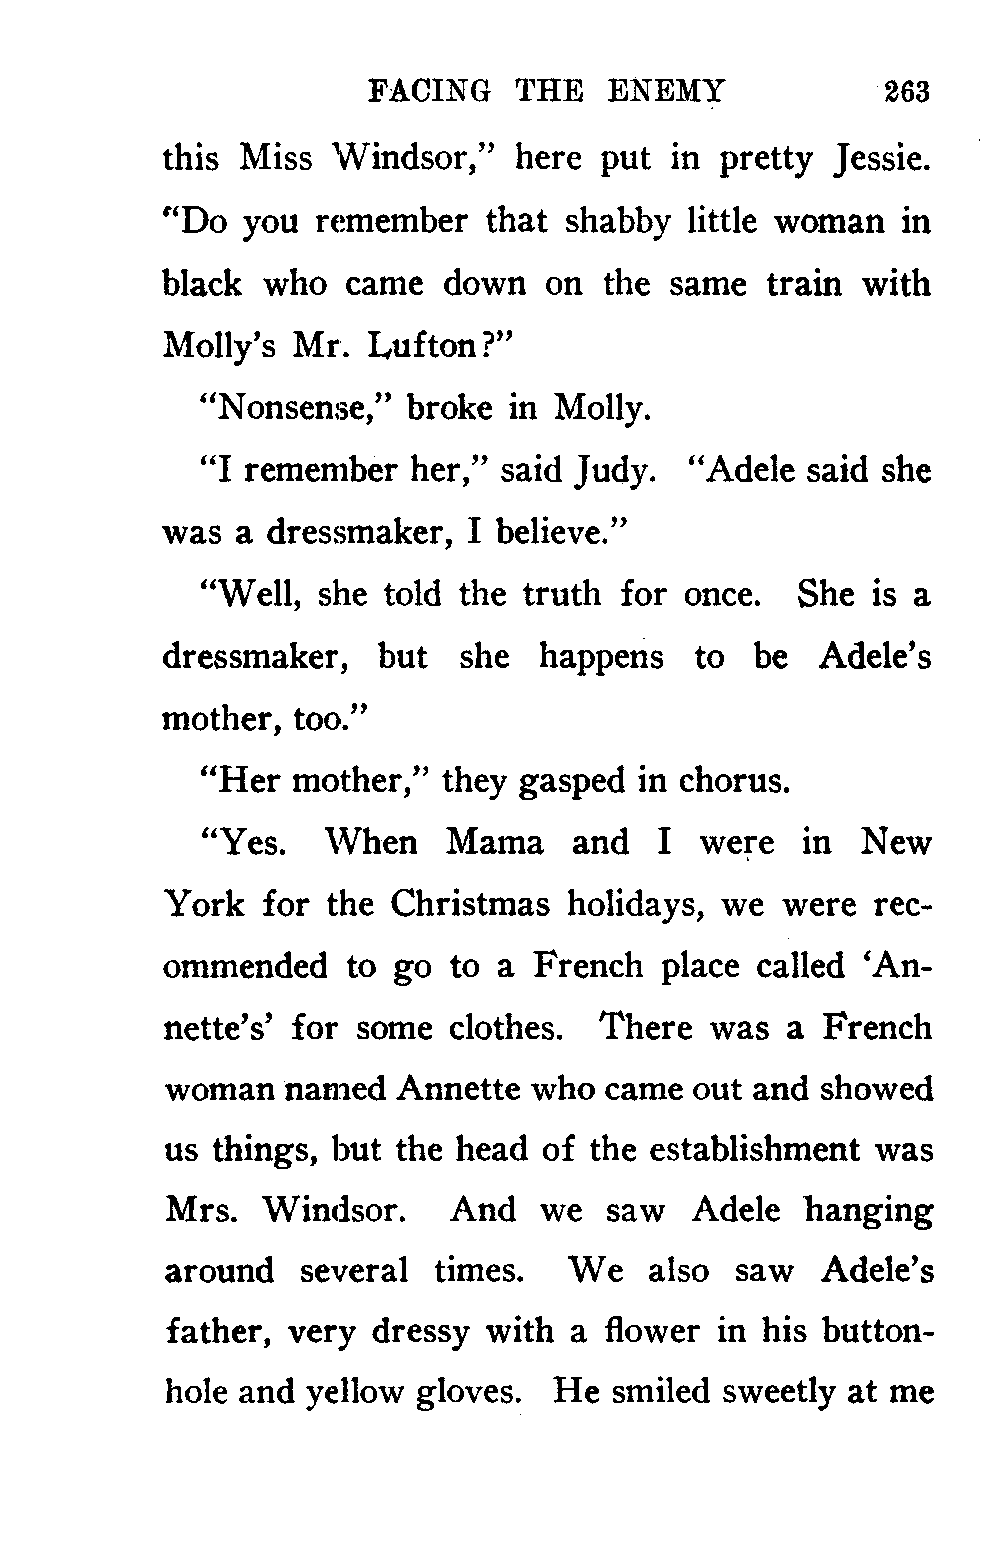 FACING THE ENEMY 263
this Miss Windsor,” here put in pretty Jessie.
“Do you remember that shabby little woman in
black who came down on the same train with
Molly’s Mr. Lufton?”
“Nonsense,” broke in Molly.
“I remember her,” said Judy. “Adele said she
was a dressmaker, I believe.”
“Well, she told the truth for once. She is a
dressmaker, but she happens to be Adele’s
mother, too.”
“Her mother,” they gasped in chorus.
“Yes. When Mama and I were in New
York for the Christmas holidays, we were rec-
ommended to go to a French place called ‘An-
nette’s’ for some clothes. There was a French
woman named Annette who came out and showed
us things, but the head of the establishment was
Mrs. Windsor. And we saw Adele hanging
around several times. We also saw Adele’s
father, very dressy with a flower in his button-
hole and yellow gloves. He smiled sweetly at me